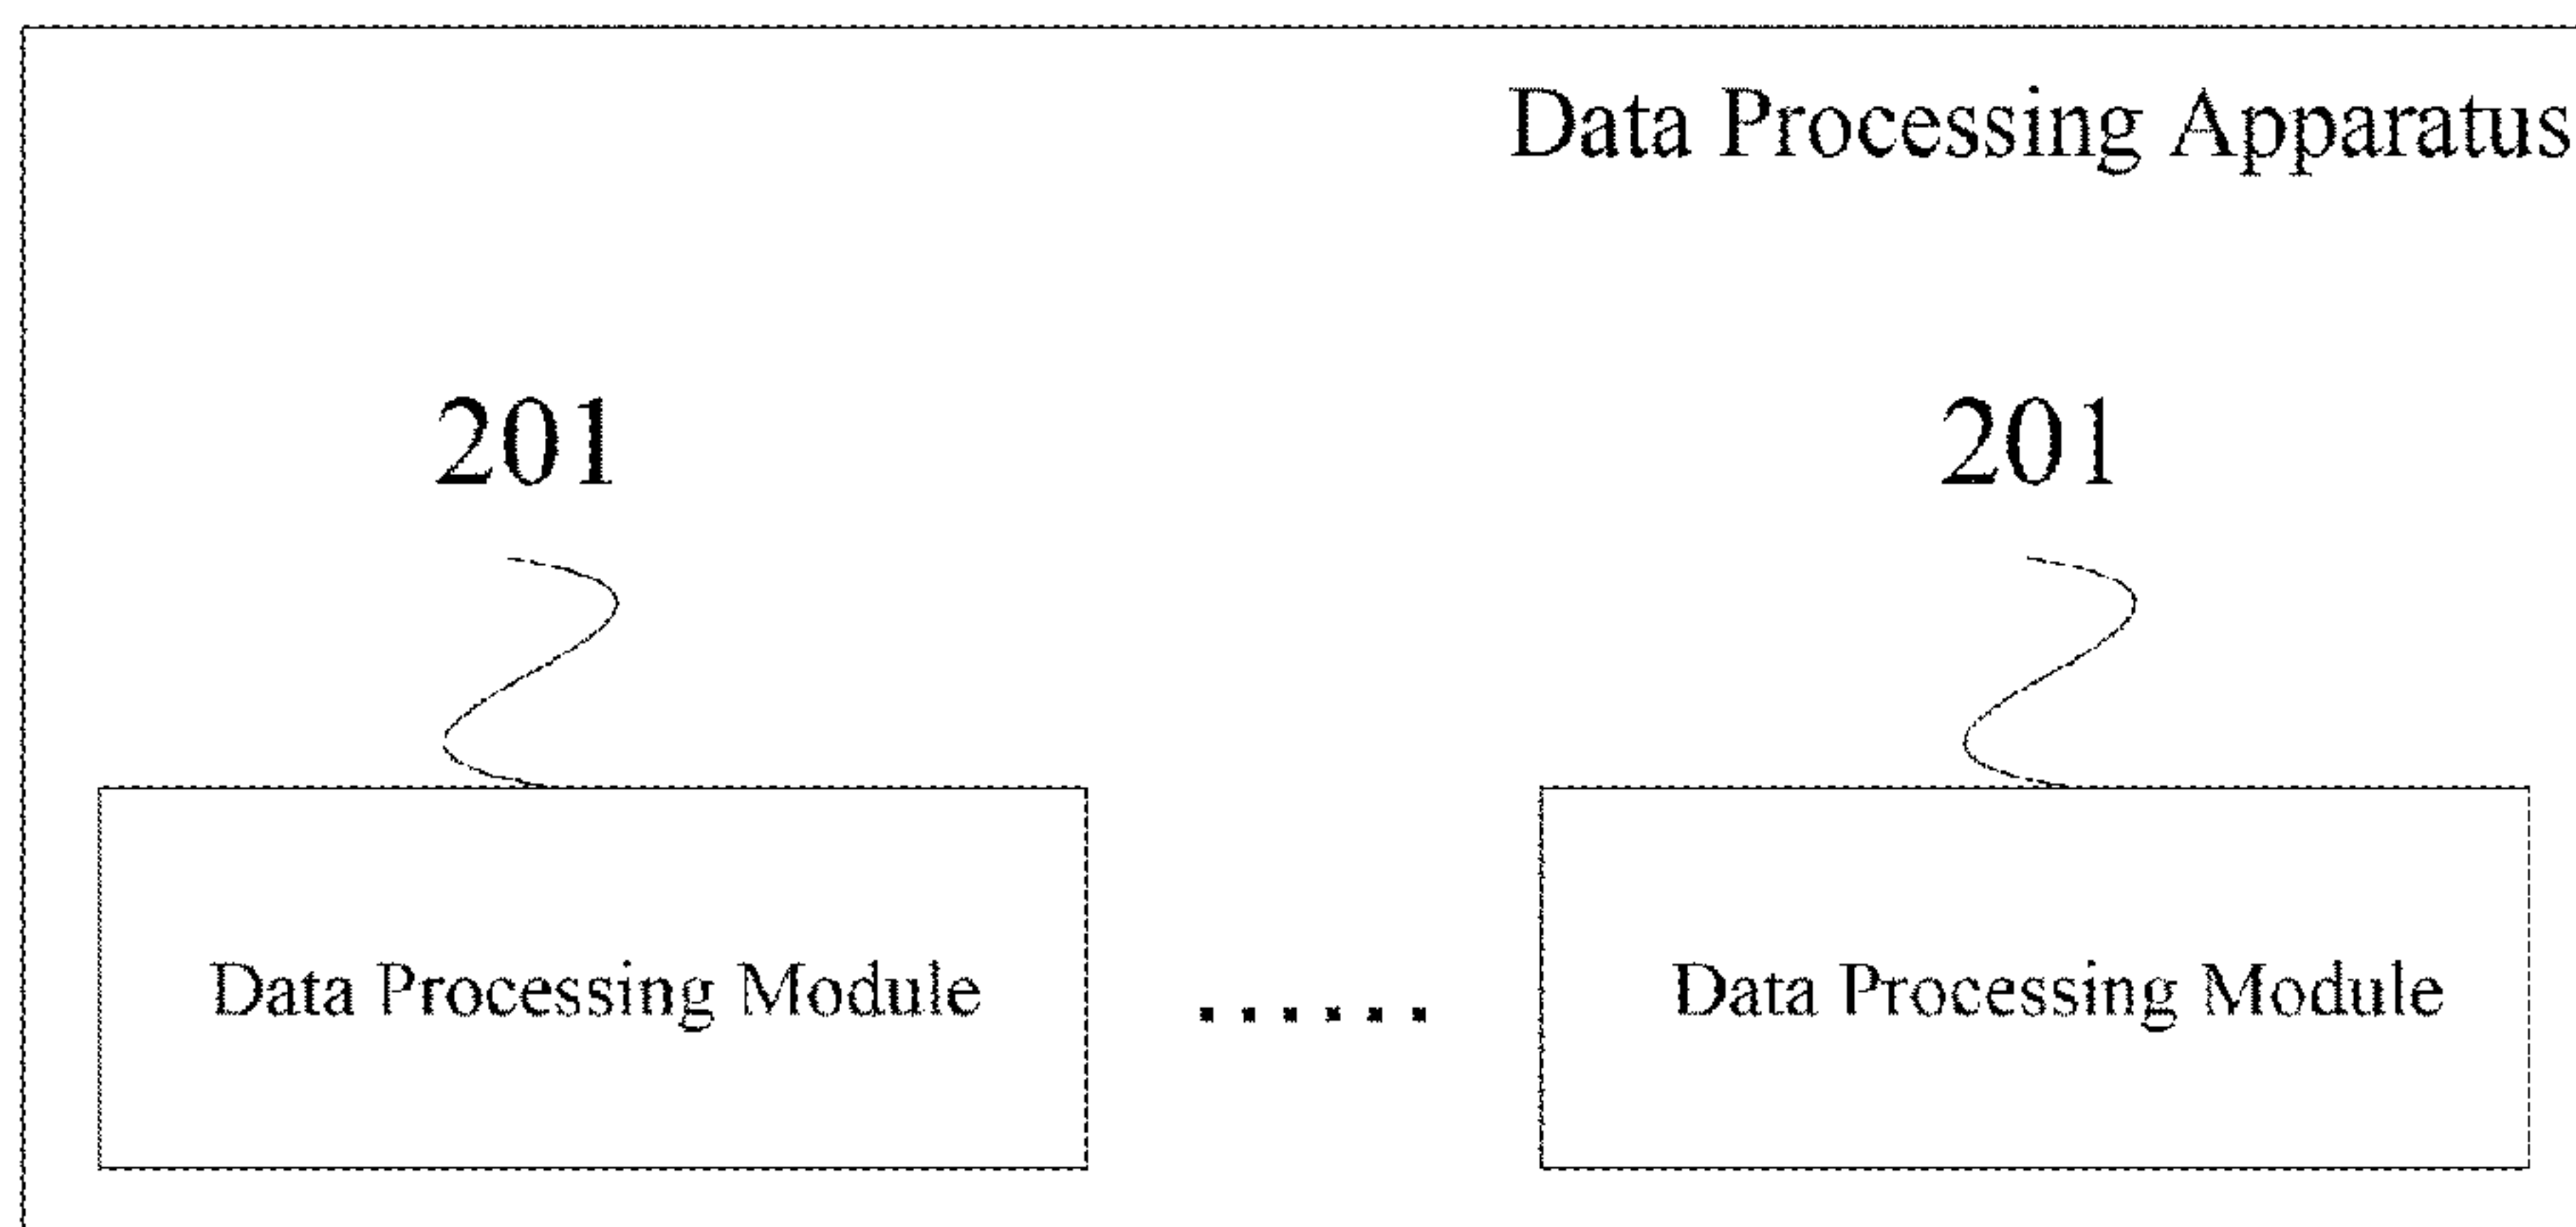 Data Processing Apparatus
201 201
Data Processing Module ...... Data Processing Module